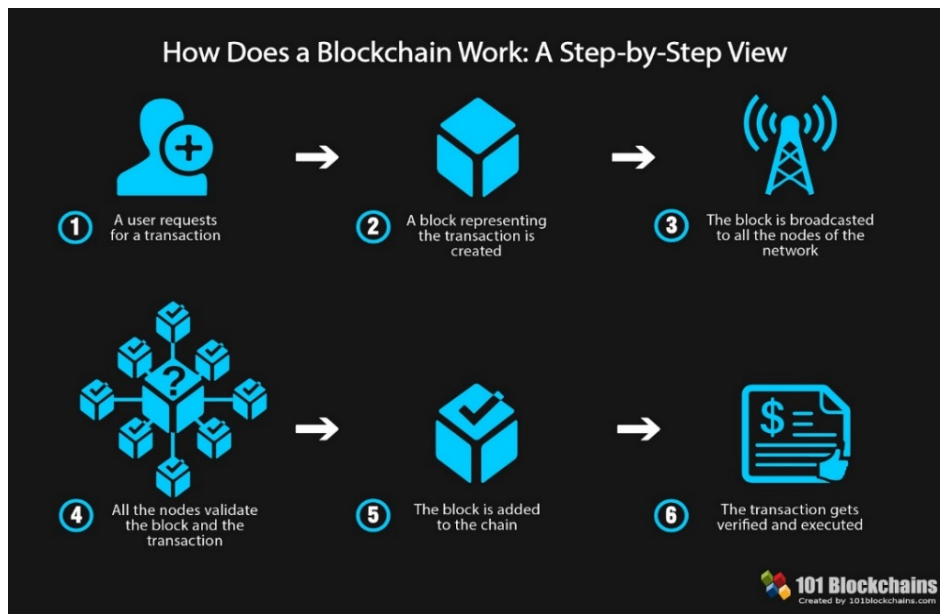 How Does a Blockchain Work: A Step-by-Step View
1 A user requests
for a transaction
2 A block representing
the transaction is
created
3 The block is broadcasted
to all the nodes of the
network
?
4 All the nodes validate
the block and the
transaction
5 The block is added
to the chain
$
6 The transaction gets
verified and executed
101 Blockchains
Created by 101blockchains.com